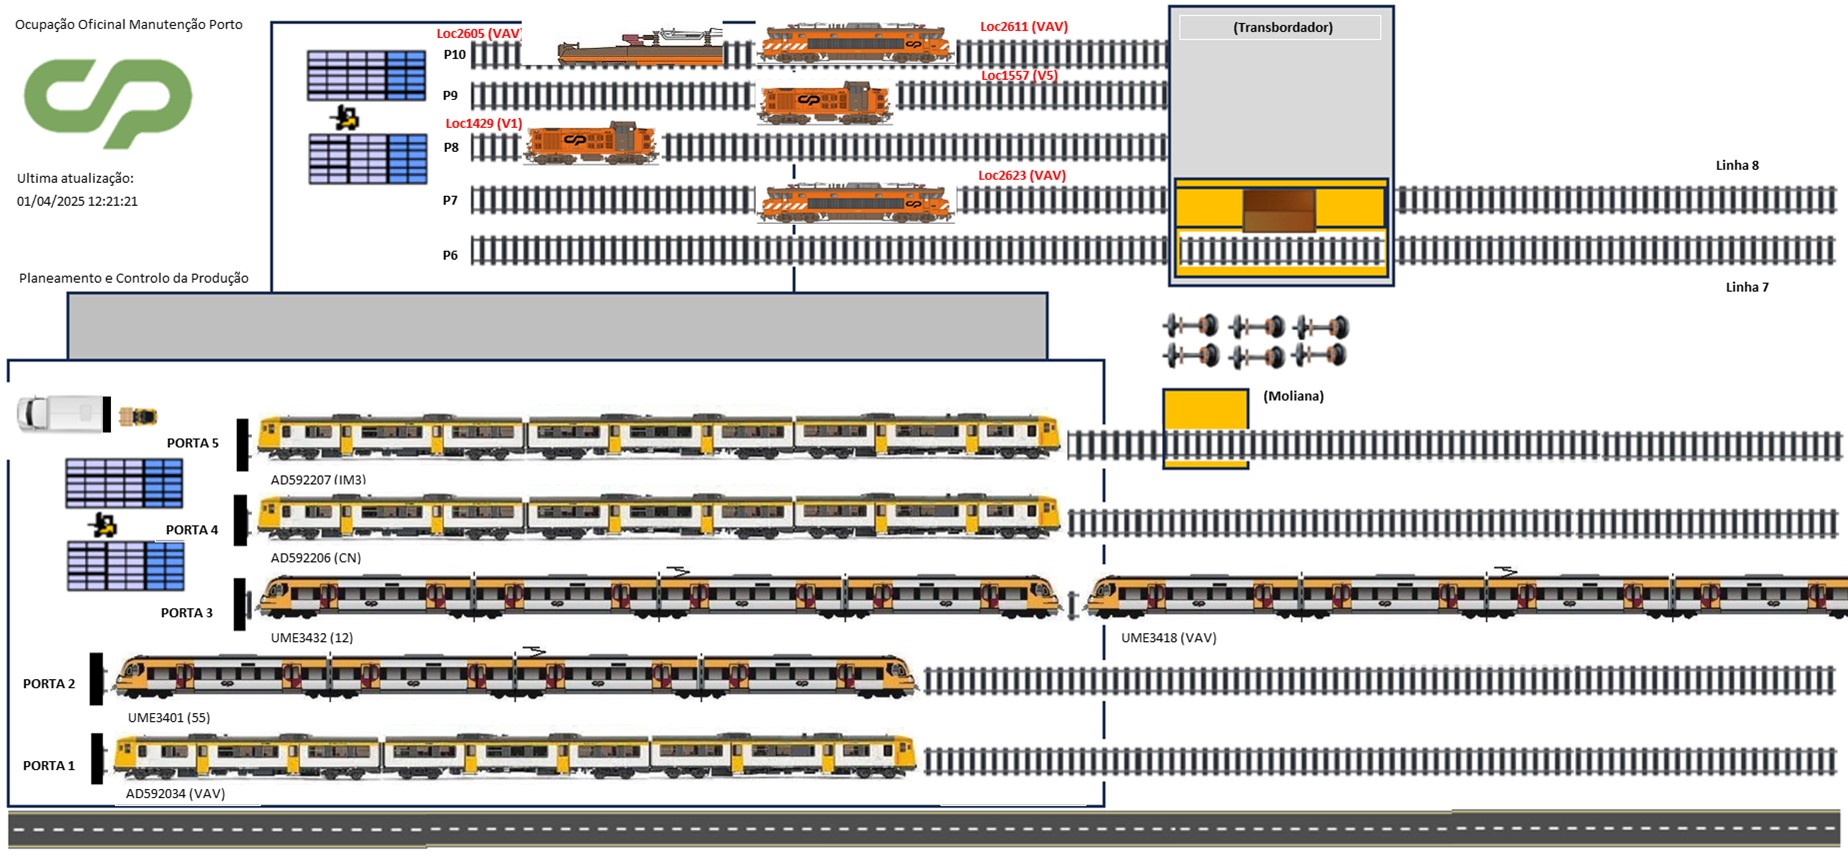 Ocupação Oficinal Manutenção Porto
Ultima atualização:
01/04/2025 12:21:21
Planeamento e Controlo da Produção
Loc2605 (VAV)
Loc2611 (VAV)
P10
Loc1557 (V5)
P9
Loc1429 (V1)
P8
Loc2623 (VAV)
P7
P6
(Transbordador)
Linha 8
Linha 7
(Moliana)
PORTA 5
AD592207 (IM3)
PORTA 4
AD592206 (CN)
PORTA 3
UME3432 (12)
UME3418 (VAV)
PORTA 2
UME3401 (55)
PORTA 1
AD592034 (VAV)